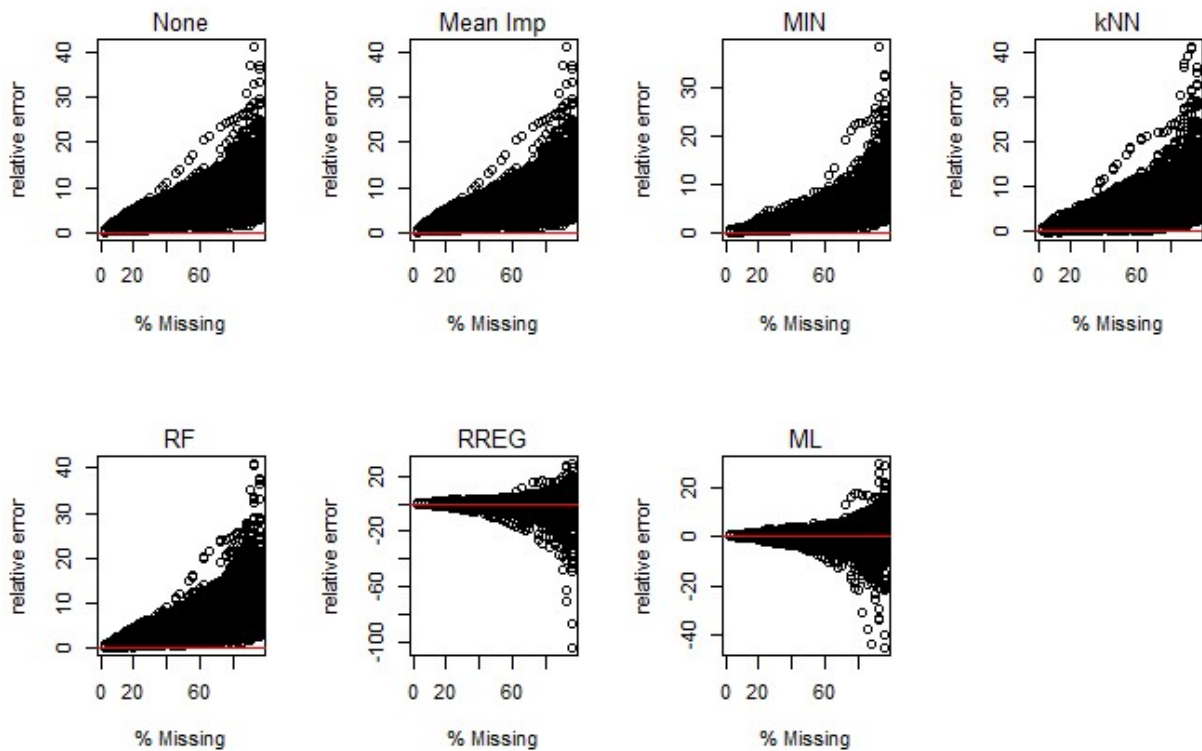 None
relative error
0 10 20 30 40
0 20 60
% Missing
Mean Imp
relative error
0 10 20 30 40
0 20 60
% Missing
MIN
relative error
0 10 20 30
0 20 60
% Missing
kNN
relative error
0 10 20 30 40
0 20 60
% Missing
RF
relative error
0 10 20 30 40
0 20 60
% Missing
RREG
relative error
-100 -60 -20 20
0 20 60
% Missing
ML
relative error
-40 -20 0 20
0 20 60
% Missing